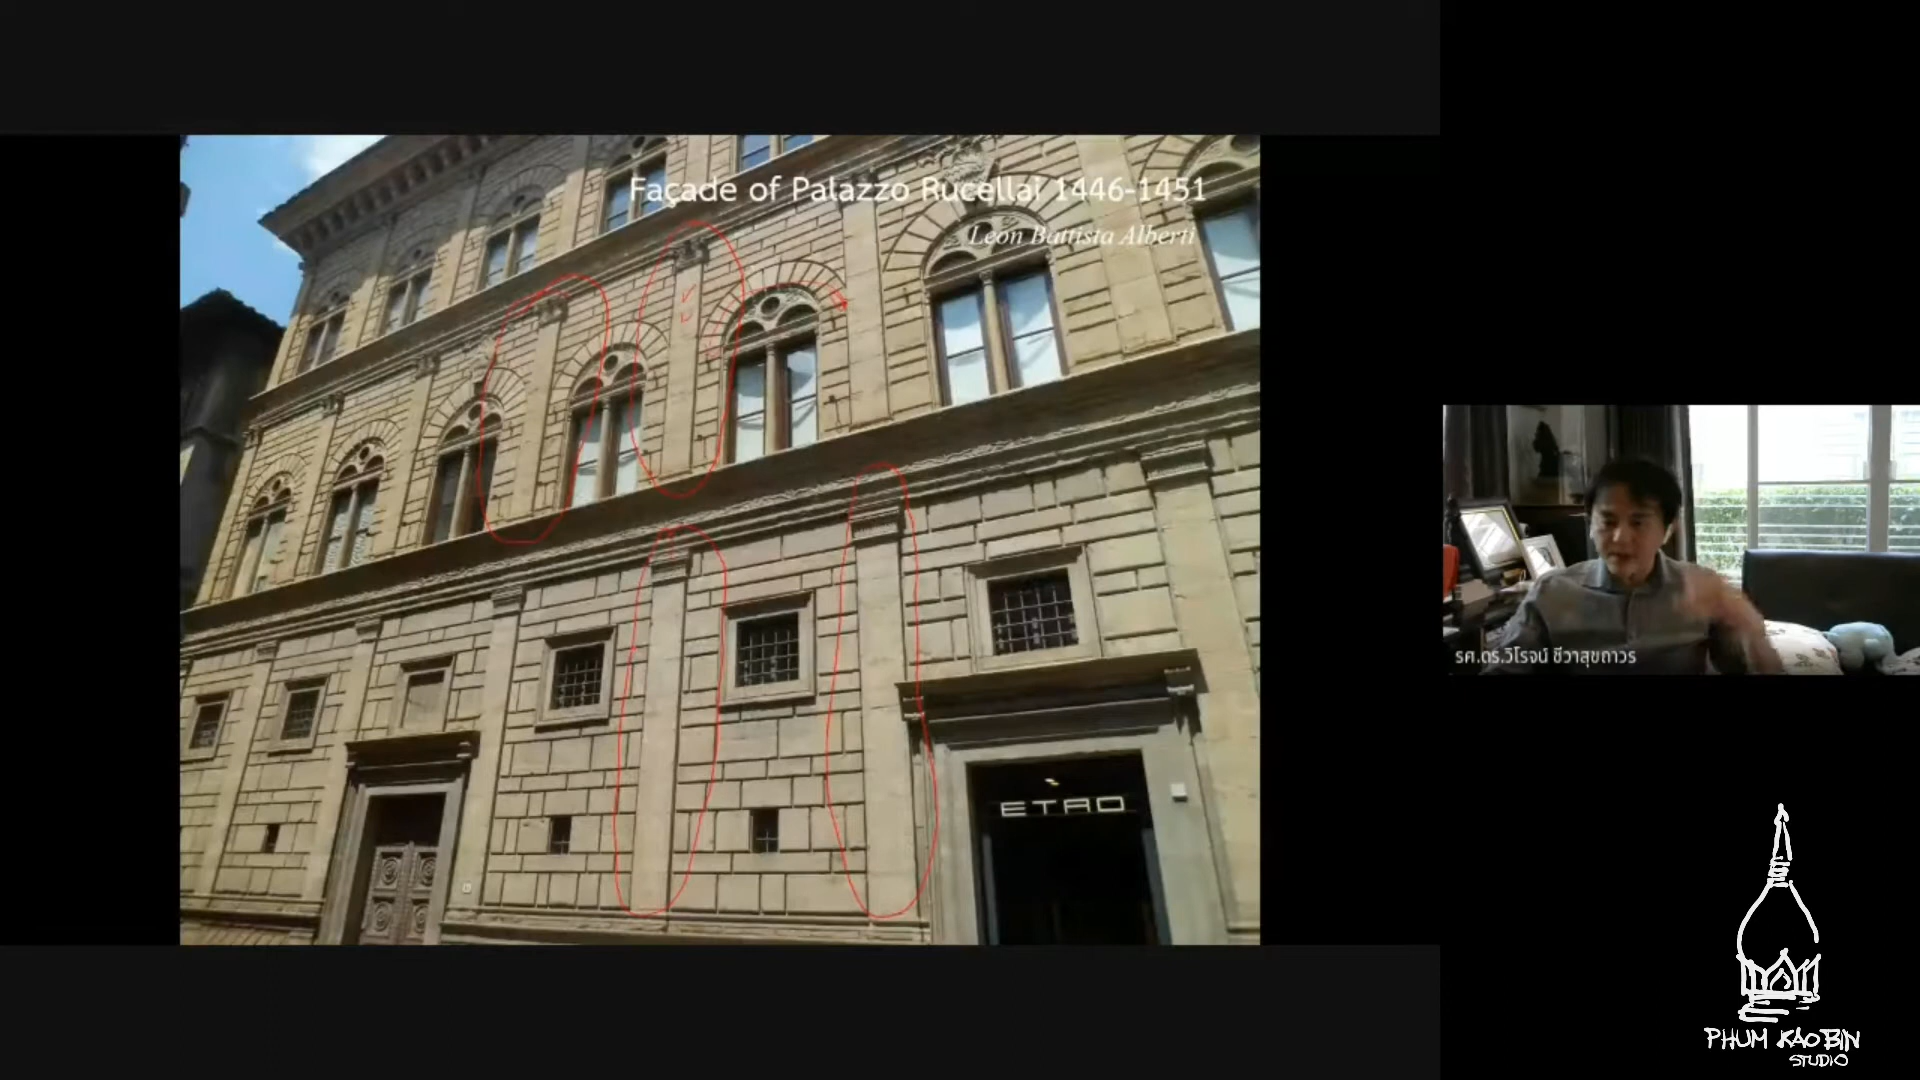 Façade of Palazzo Rucellai 1446-1451
Leon Battista Alberti
ETRO
รศ.ดร.วิโรจน์ ชีวาสุขถาวร
PHUM KAOBIN
STUDIO